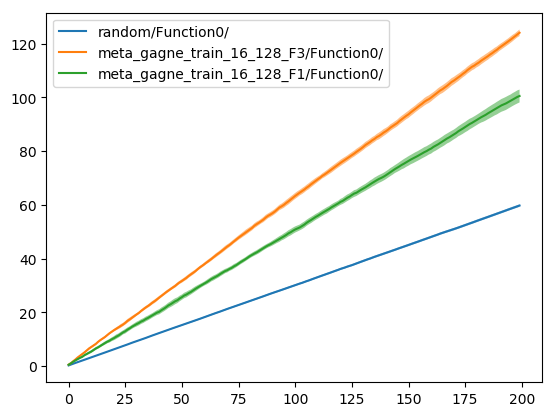 random/Function0/
meta_gagne_train_16_128_F3/Function0/
meta_gagne_train_16_128_F1/Function0/
120
100
80
60
40
20
0
0 25 50 75 100 125 150 175 200